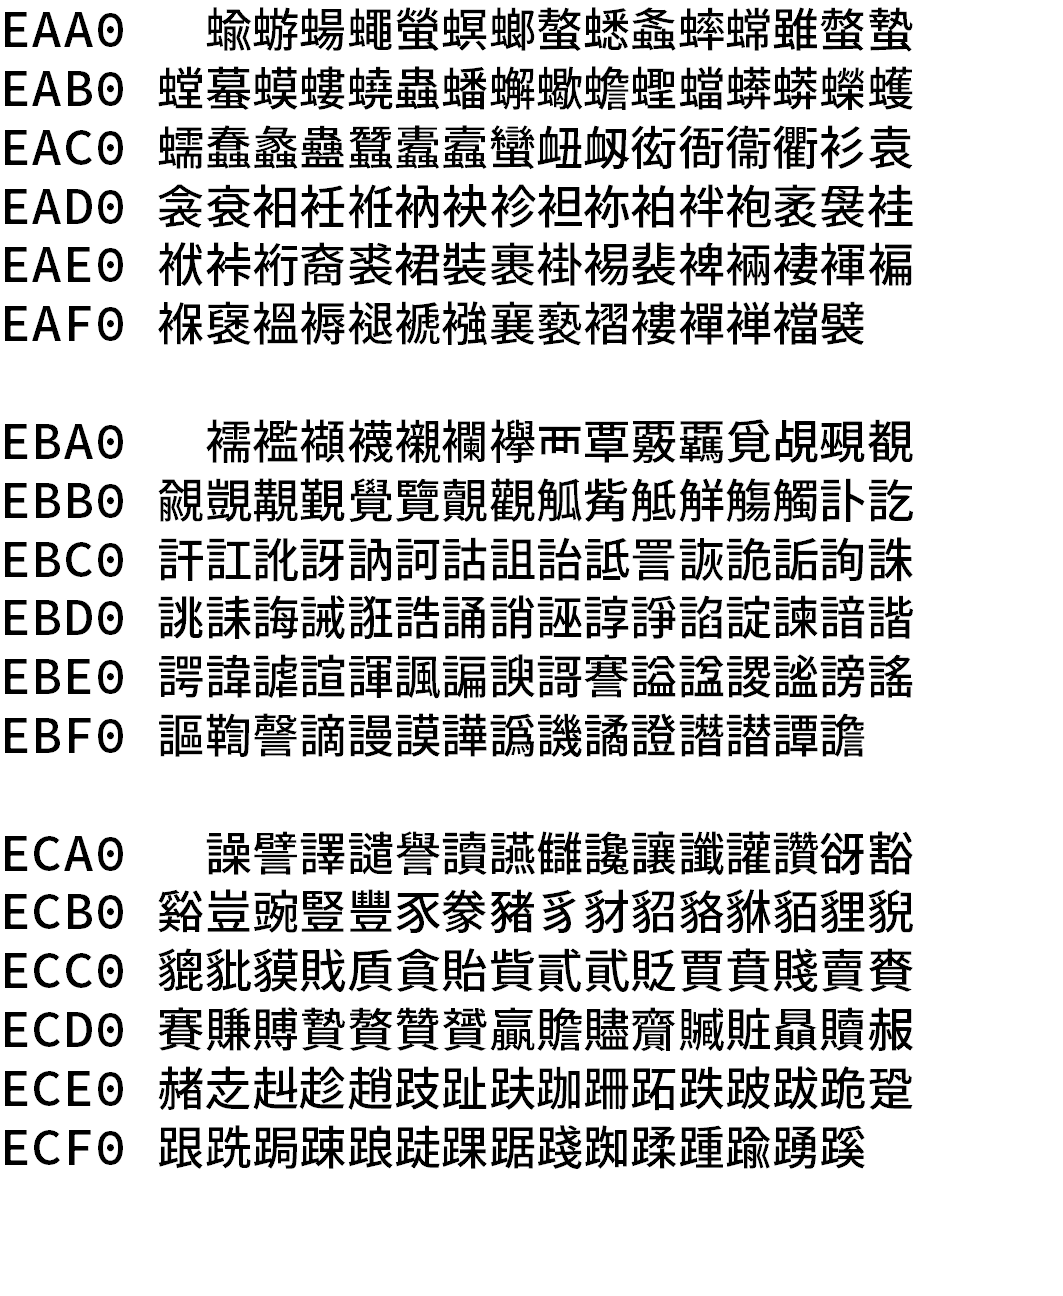 EAA0 蝓蝣蝪蠅螢螟螂螯蟋螽蟀蟐雖螫蟄
EAB0 螳蟇蟆螻蟯蟲蟠蠏蠍蟾蟶蟷蠎蟒蠑蠖
EAC0 蠕蠢蠡蠱蠶蠹蠧蠻衄衂衒衙衞衢衫袁
EAD0 衾袞衵衽袵衲袂袗袒袮袙袢袍袤袰袿
EAE0 袱裃裄裔裘裙裝裹褂裼裴裨裲褄褌褊
EAF0 褓襃褞褥褪褫襁襄褻褶褸襌褝襠襞
EBA0 襦襤襭襪襯襴襷襾覃覈覊覓覘覡覩
EBB0 覦覬覯覲覺覽覿觀觚觜觝觧觴觸訃訖
EBC0 訐訌訛訝訥訶詁詛詒詆詈詼詭詬詢誅
EBD0 誂誄誨誡誑誥誦誚誣諄諍諂諚諫諳諧
EBE0 諤諱謔諠諢諷諞諛謌謇謚諡謖謐謗謠
EBF0 謳鞫謦謫謾謨譁譌譏譎證譖譛譚譫
ECA0 譟譬譯譴譽讀讌讎讒讓讖讙讚谺豁
ECB0 谿豈豌豎豐豕豢豬豸豺貂貉貅貊貍貎
ECC0 貔豼貘戝貭貪貽貲貳貮貶賈賁賤賣賚
ECD0 賽賺賻贄贅贊贇贏贍贐齎贓賍贔贖赧
ECE0 赭赱赳趁趙跂趾趺跏跚跖跌跛跋跪跫
ECF0 跟跣跼踈踉跿踝踞踐踟蹂踵踰踴蹊